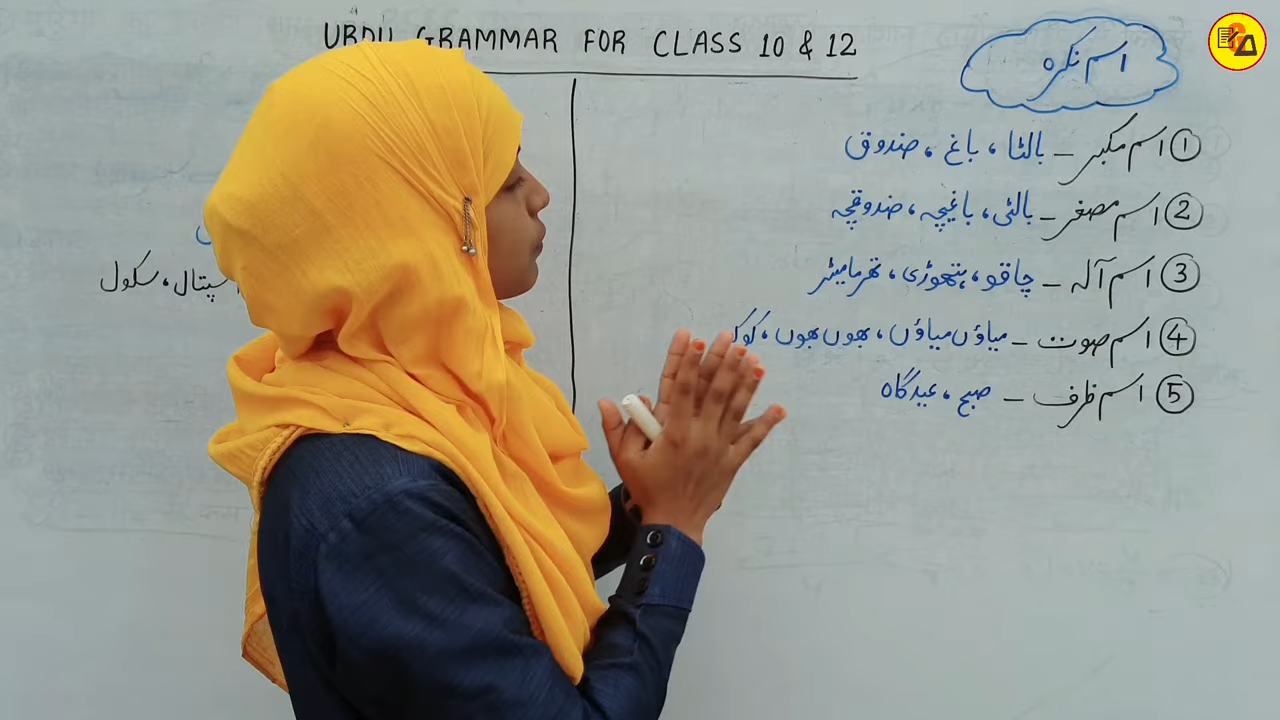 URDU GRAMMAR FOR CLASS 10 & 12
اسم نکرہ
① اسم مکبر – بالٹا، باغ، صندوق
② اسم مصغر – بالٹی، باغیچہ، صندوقچہ
③ اسم آلہ – چاقو، ہتھوڑی، تھرمامیٹر
④ اسم صوت – میاؤں میاؤں، بھوں بھوں، کوکو
⑤ اسم ظرف – صبح، عیدگاہ
اسپتال، سکول